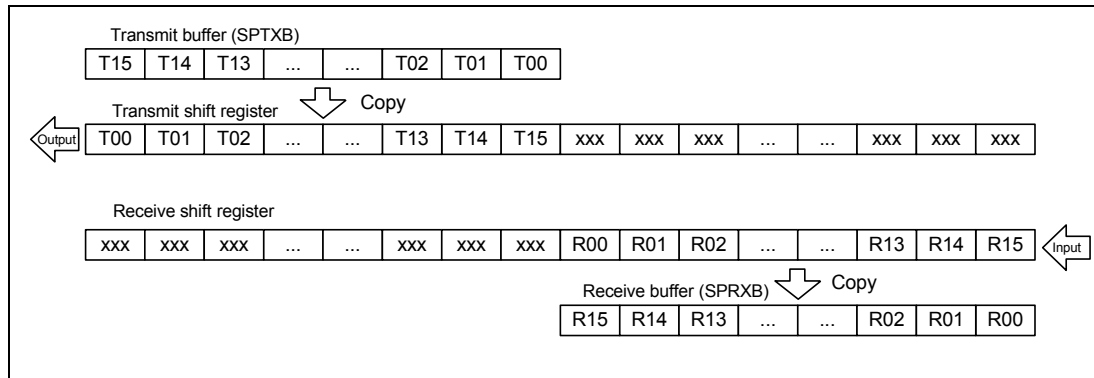 Transmit buffer (SPTXB)
T15 T14 T13 ... ... T02 T01 T00
Copy
Transmit shift register
Output T00 T01 T02 ... ... T13 T14 T15 xxx xxx xxx ... ... xxx xxx xxx
Receive shift register
xxx xxx xxx ... ... xxx xxx xxx R00 R01 R02 ... ... R13 R14 R15 Input
Copy
Receive buffer (SPRXB)
R15 R14 R13 ... ... R02 R01 R00